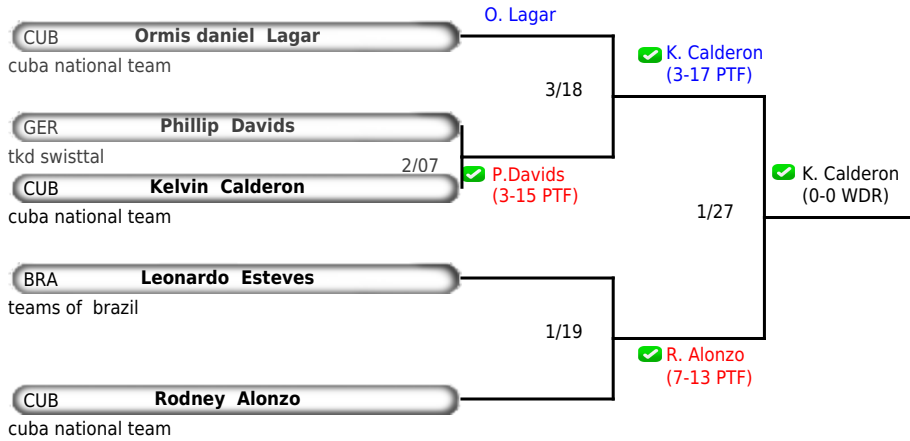 O. Lagar
CUB Ormis daniel Lagar
cuba national team
K. Calderon
(3-17 PTF)
3/18
GER Phillip Davids
tkd swisttal
2/07
P.Davids
(3-15 PTF)
CUB Kelvin Calderon
cuba national team
K. Calderon
(0-0 WDR)
1/27
BRA Leonardo Esteves
teams of brazil
1/19
R. Alonzo
(7-13 PTF)
CUB Rodney Alonzo
cuba national team